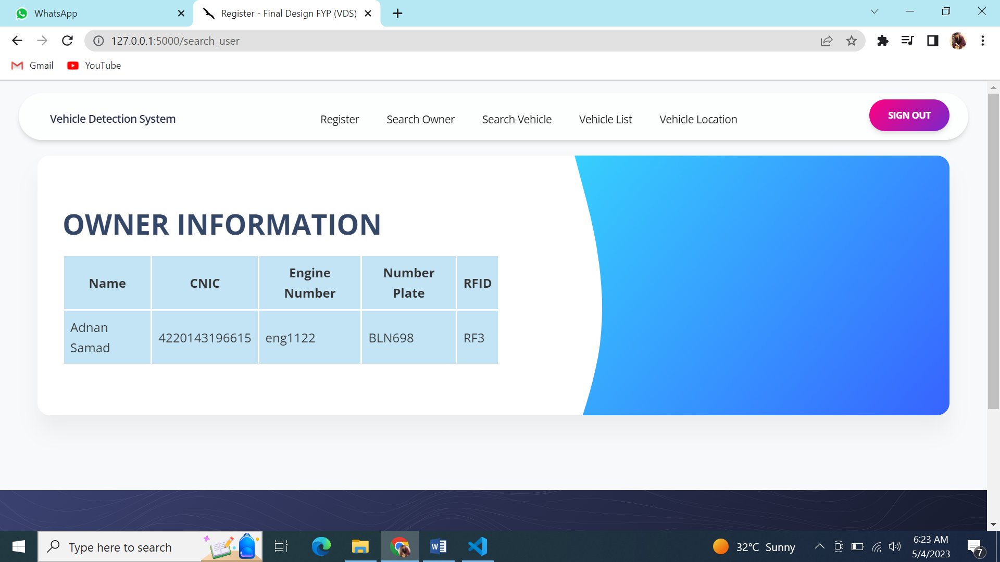 WhatsApp
Register - Final Design FYP (VDS)
127.0.0.1:5000/search_user
Gmail YouTube
Vehicle Detection System Register Search Owner Search Vehicle Vehicle List Vehicle Location SIGN OUT
OWNER INFORMATION
Name CNIC Engine Number Number Plate RFID
Adnan Samad 4220143196615 eng1122 BLN698 RF3
Type here to search
32°C Sunny
6:23 AM
5/4/2023
7